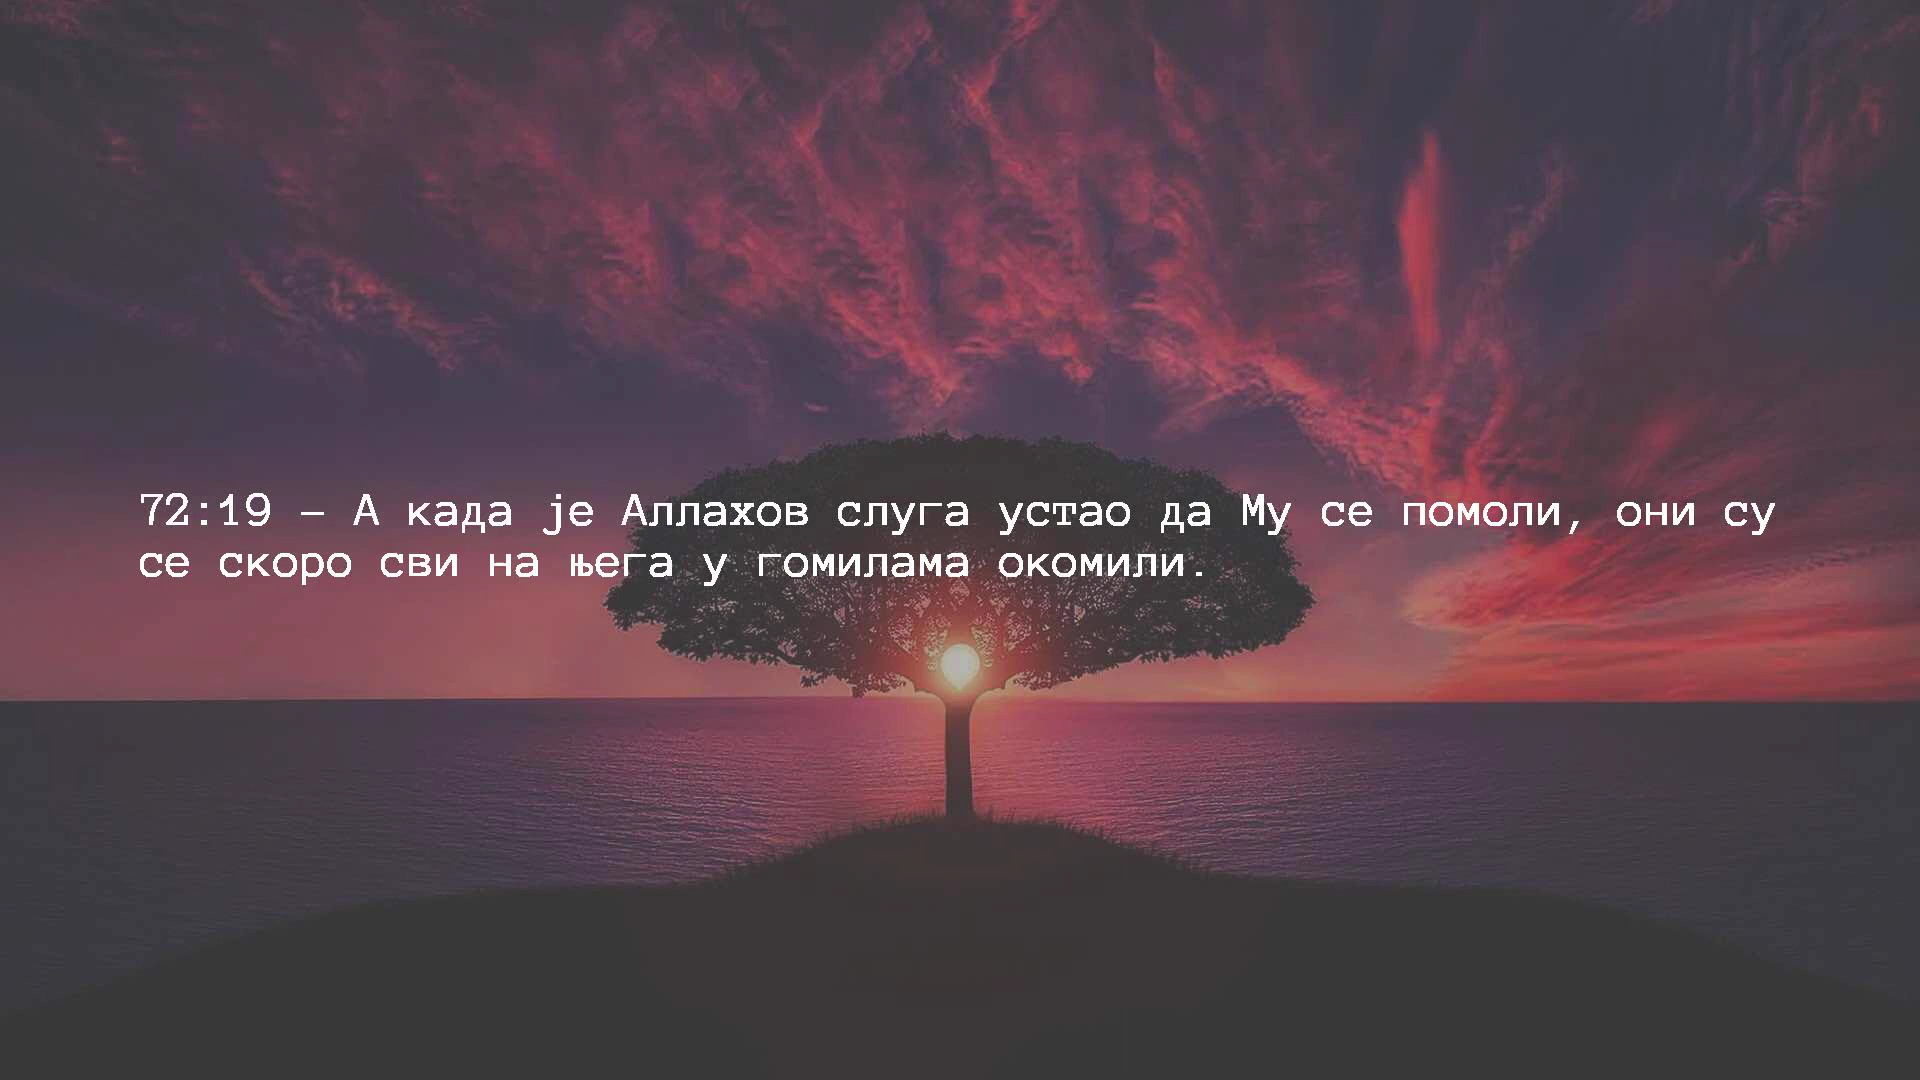 72:19 – А када је Аллахов слуга устао да Му се помоли, они су
се скоро сви на њега у гомилама окомили.